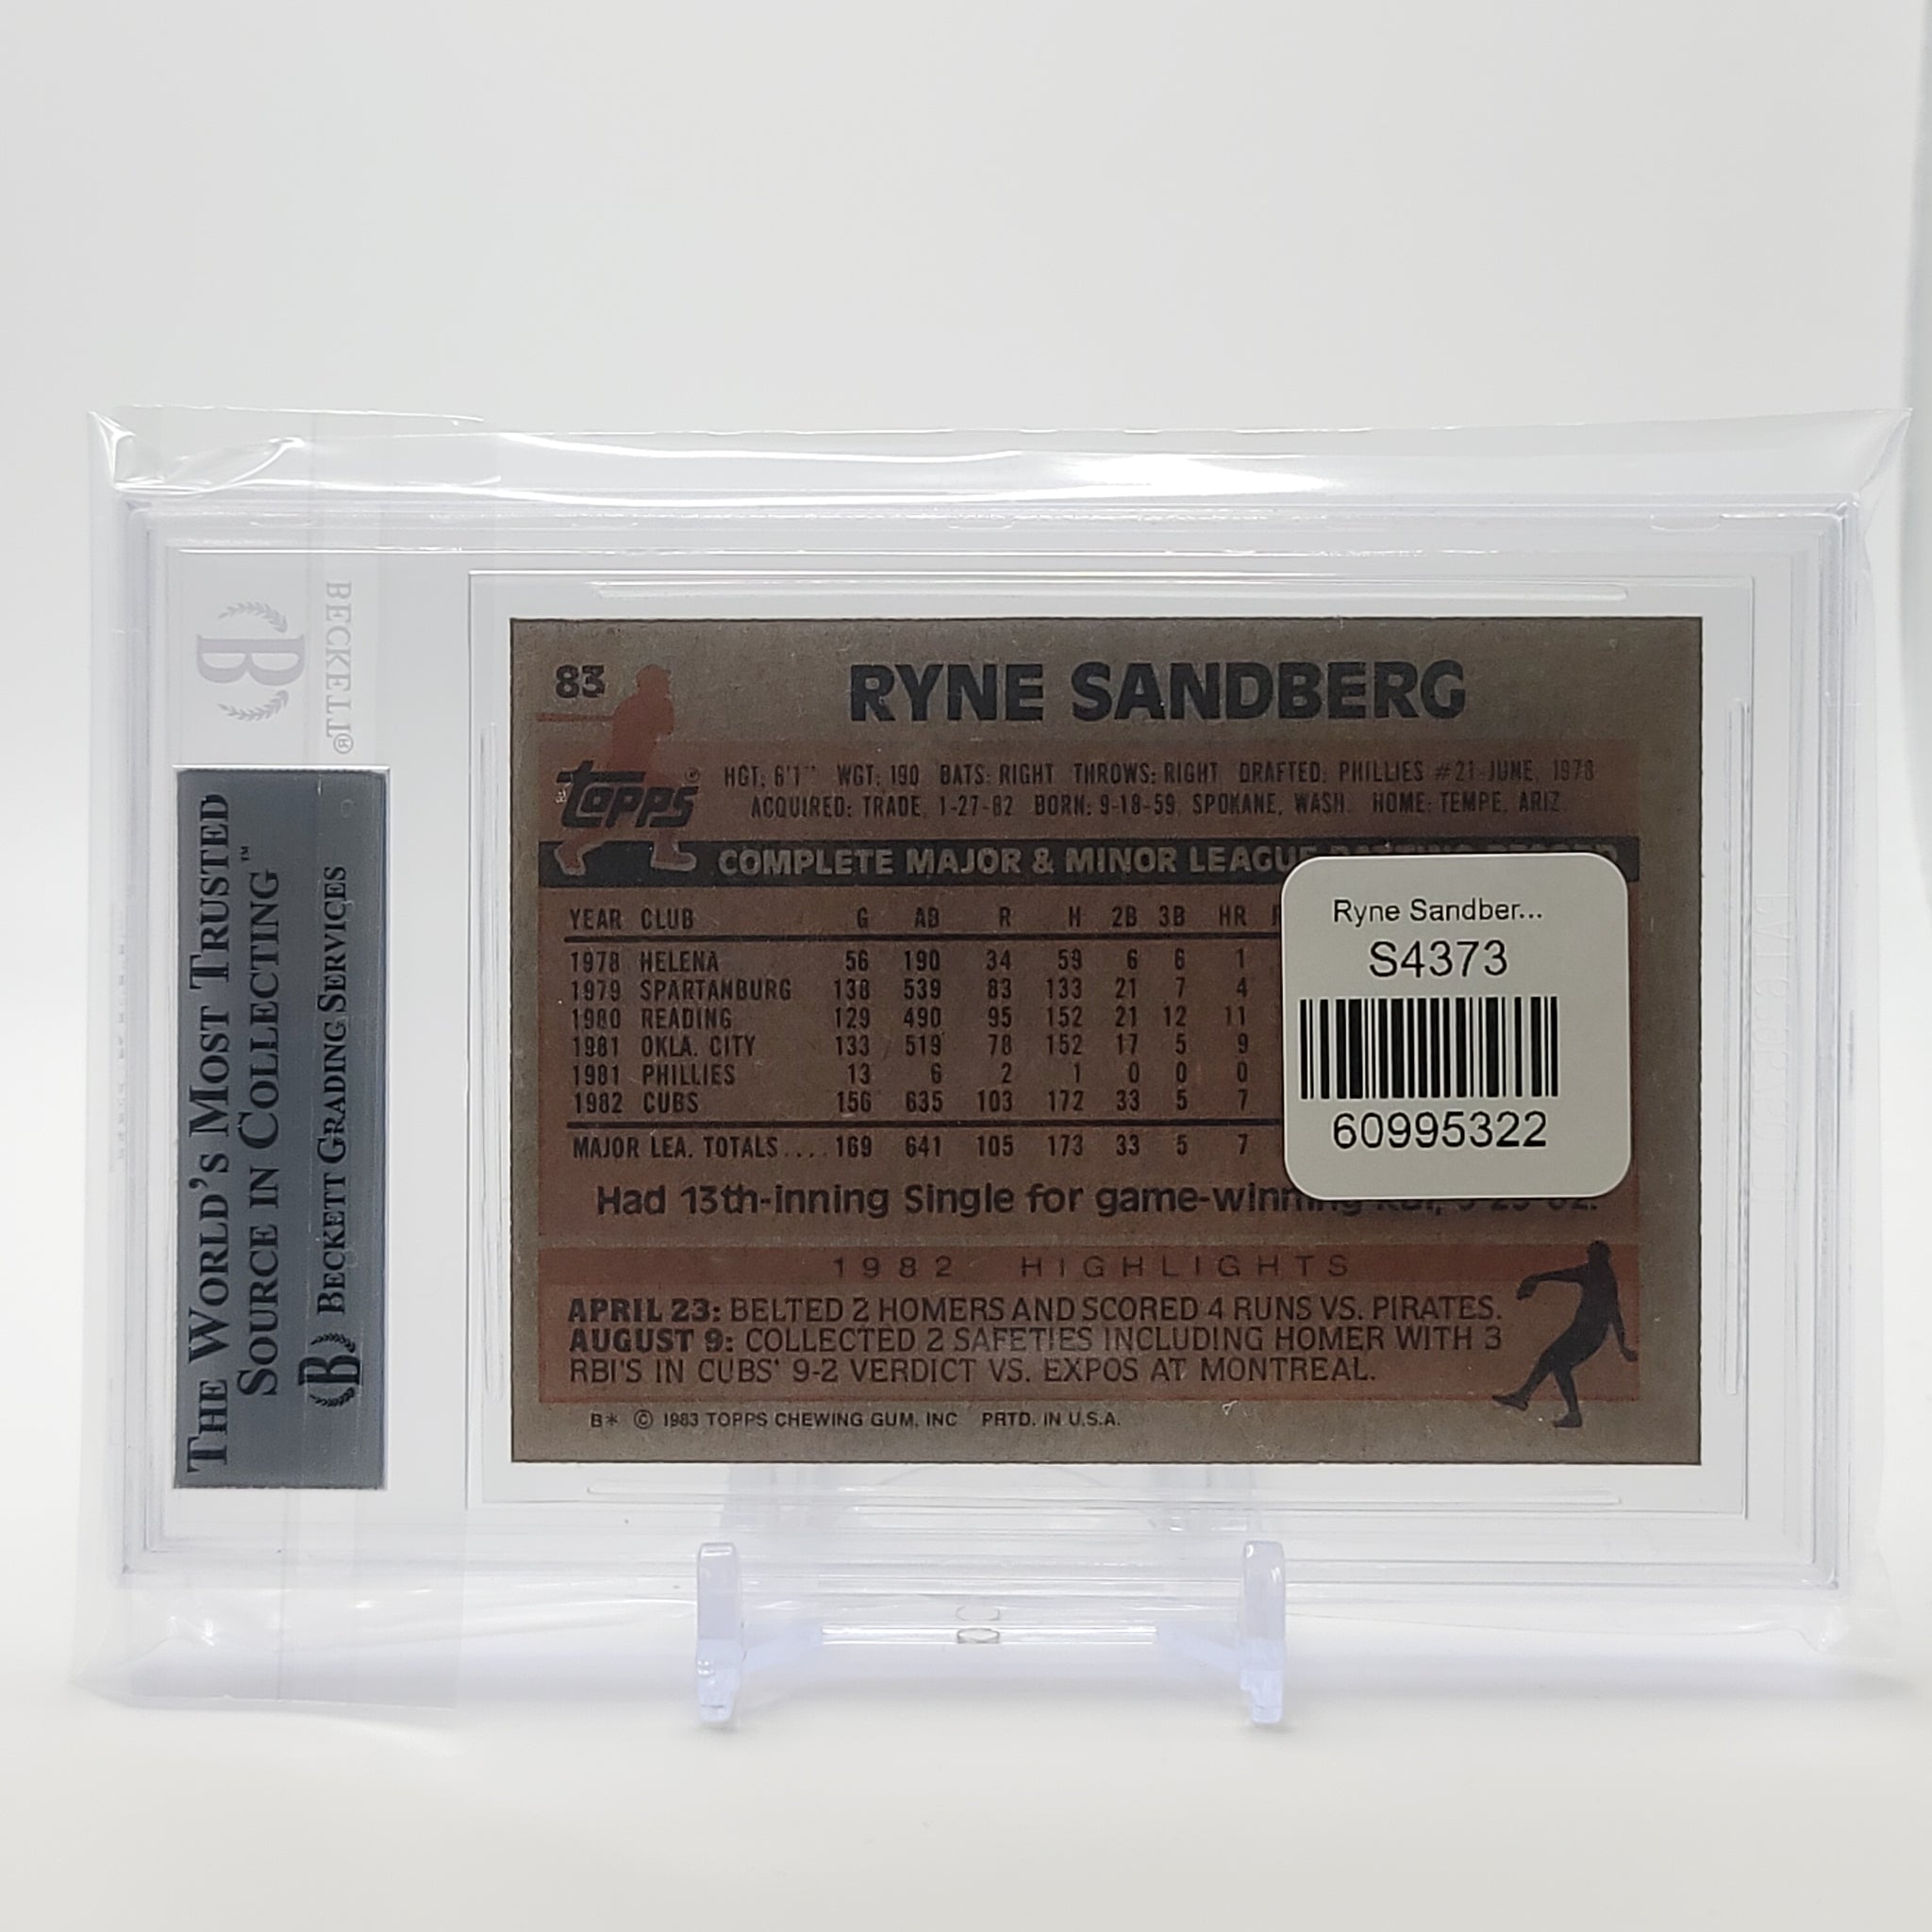 BECKETT®
B
THE WORLD'S MOST TRUSTED
SOURCE IN COLLECTING™
B BECKETT GRADING SERVICES
83
RYNE SANDBERG
topps®
HGT: 6'1" WGT: 190 BATS: RIGHT THROWS: RIGHT DRAFTED: PHILLIES #21-JUNE, 1978
ACQUIRED: TRADE, 1-27-82 BORN: 9-18-59, SPOKANE, WASH. HOME: TEMPE, ARIZ.
COMPLETE MAJOR & MINOR LEAGUE
YEAR CLUB G AB R H 2B 3B HR
1978 HELENA 56 190 34 59 6 6 1
1979 SPARTANBURG 138 539 83 133 21 7 4
1980 READING 129 490 95 152 21 12 11
1981 OKLA. CITY 133 519 78 152 17 5 9
1981 PHILLIES 13 6 2 1 0 0 0
1982 CUBS 156 635 103 172 33 5 7
MAJOR LEA. TOTALS.... 169 641 105 173 33 5 7
Had 13th-inning Single for game-winning
1982 HIGHLIGHTS
APRIL 23: BELTED 2 HOMERS AND SCORED 4 RUNS VS. PIRATES.
AUGUST 9: COLLECTED 2 SAFETIES INCLUDING HOMER WITH 3
RBI'S IN CUBS' 9-2 VERDICT VS. EXPOS AT MONTREAL.
B* © 1983 TOPPS CHEWING GUM, INC PRTD. IN U.S.A.
Ryne Sandber...
S4373
60995322